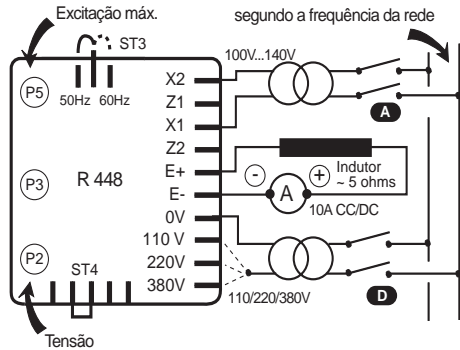 Excitação máx.
segundo a frequência da rede
ST3
100V...140V
P5
50Hz 60Hz
X2
Z1
X1
A
Z2
P3
R 448
E+
E-
- + Indutor
~ 5 ohms
A
10A CC/DC
0V
110 V
P2
ST4
220V
380V
110/220/380V
D
Tensão